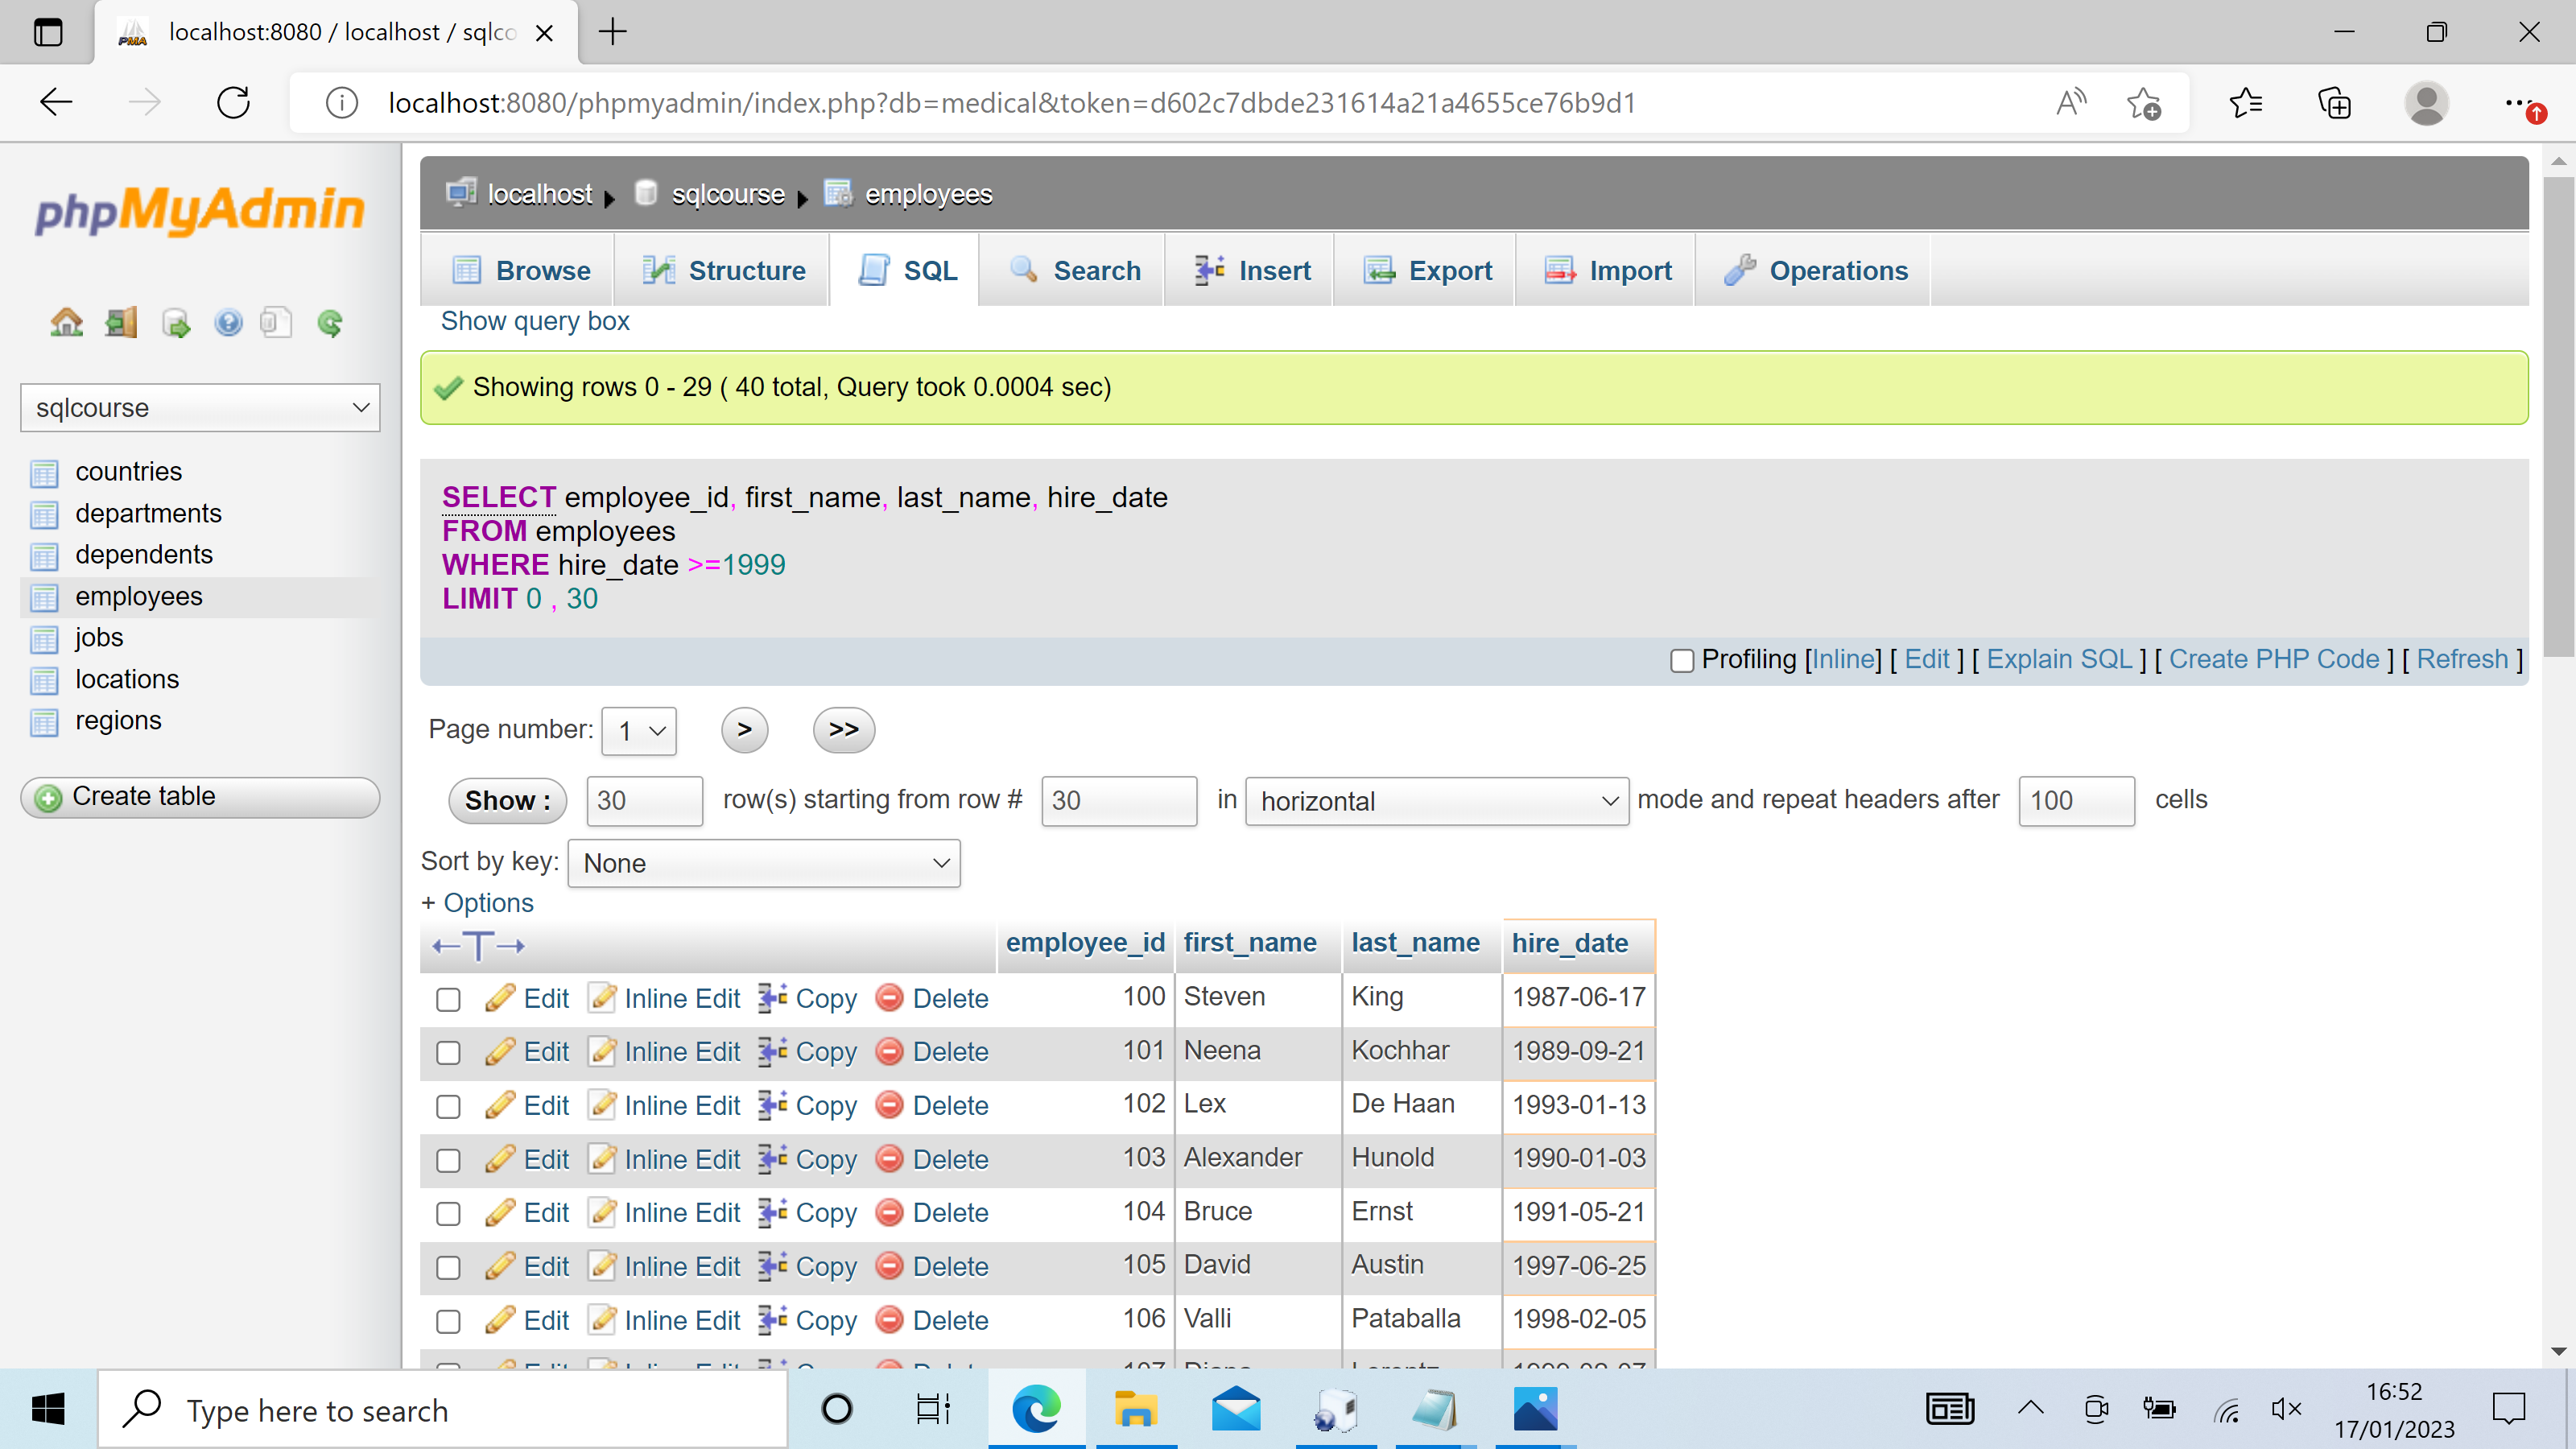 localhost:8080 / localhost / sqlco
localhost:8080/phpmyadmin/index.php?db=medical&token=d602c7dbde231614a21a4655ce76b9d1
phpMyAdmin
sqlcourse
countries
departments
dependents
employees
jobs
locations
regions
Create table
localhost sqlcourse employees
Browse Structure SQL Search Insert Export Import Operations
Show query box
Showing rows 0 - 29 ( 40 total, Query took 0.0004 sec)
SELECT employee_id, first_name, last_name, hire_date
FROM employees
WHERE hire_date >=1999
LIMIT 0 , 30
Profiling [Inline] [ Edit ] [ Explain SQL ] [ Create PHP Code ] [ Refresh ]
Page number: 1 > >>
Show : 30 row(s) starting from row # 30 in horizontal mode and repeat headers after 100 cells
Sort by key: None
+ Options
←T→ employee_id first_name last_name hire_date
Edit Inline Edit Copy Delete 100 Steven King 1987-06-17
Edit Inline Edit Copy Delete 101 Neena Kochhar 1989-09-21
Edit Inline Edit Copy Delete 102 Lex De Haan 1993-01-13
Edit Inline Edit Copy Delete 103 Alexander Hunold 1990-01-03
Edit Inline Edit Copy Delete 104 Bruce Ernst 1991-05-21
Edit Inline Edit Copy Delete 105 David Austin 1997-06-25
Edit Inline Edit Copy Delete 106 Valli Pataballa 1998-02-05
Type here to search
16:52
17/01/2023